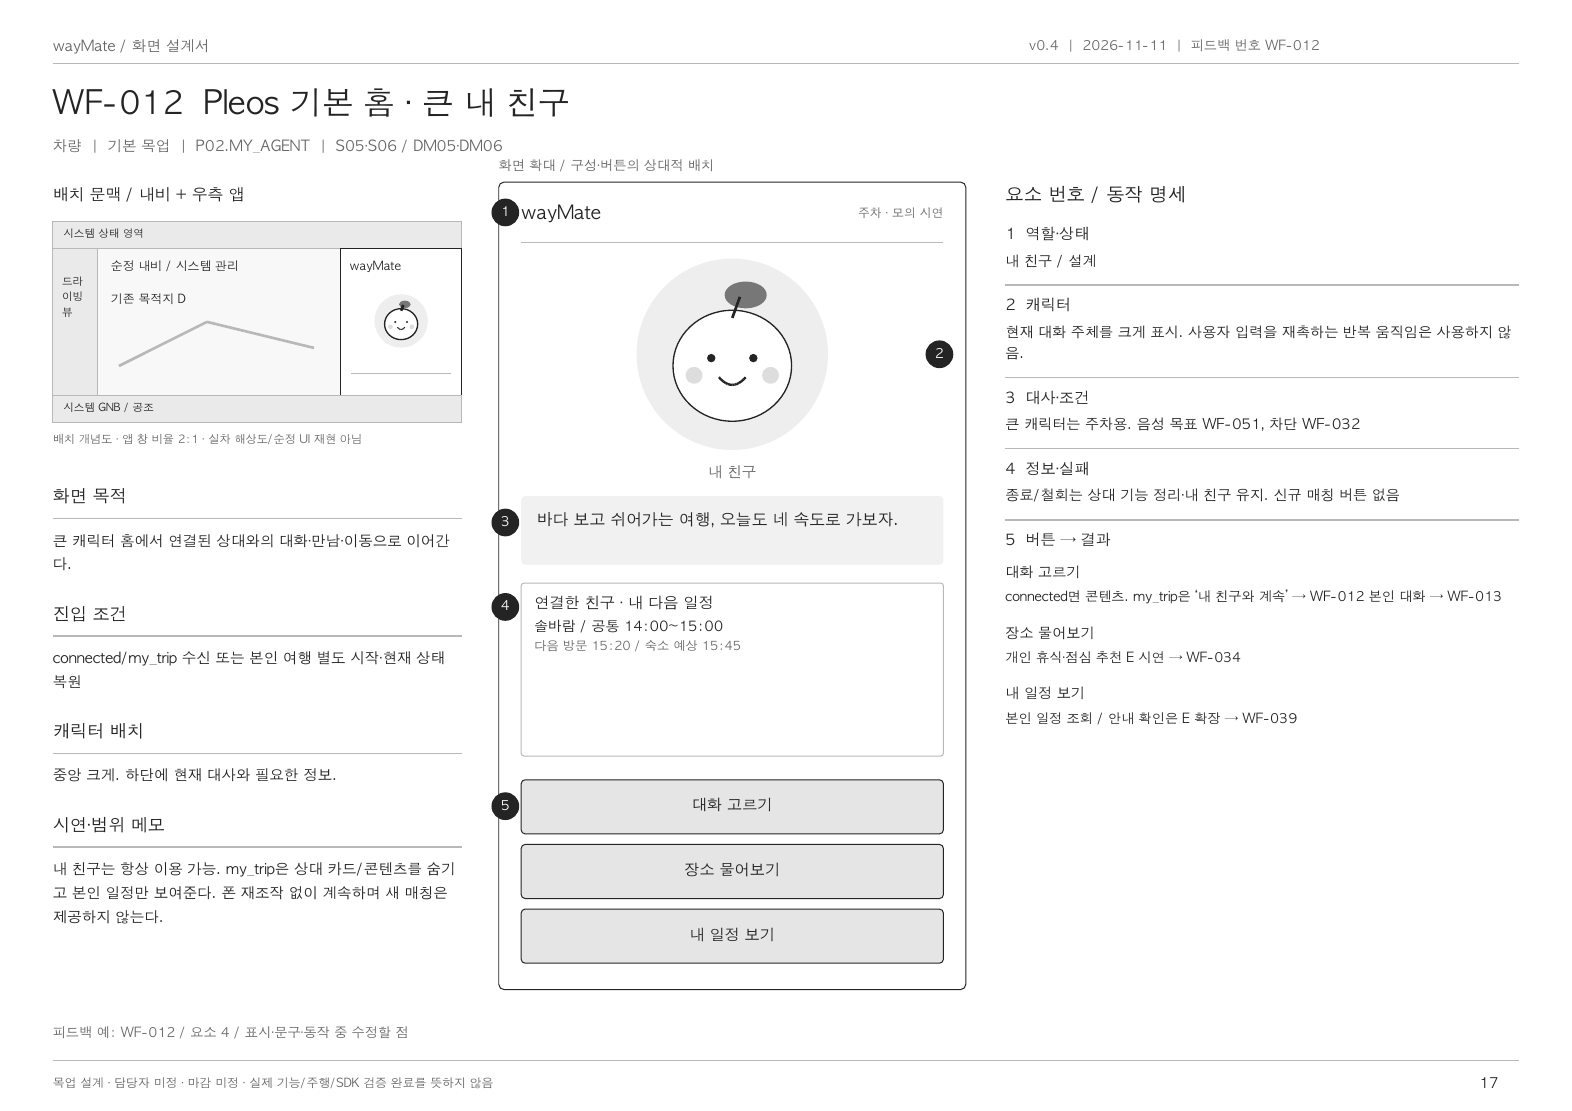 wayMate / 화면 설계서
v0.4 | 2026-11-11 | 피드백 번호 WF-012
WF-012 Pleos 기본 홈 · 큰 내 친구
차량 | 기본 목업 | P02.MY_AGENT | S05·S06 / DM05·DM06
배치 문맥 / 내비 + 우측 앱
시스템 상태 영역
드라
이빙
뷰
순정 내비 / 시스템 관리
기존 목적지 D
wayMate
시스템 GNB / 공조
배치 개념도 · 앱 창 비율 2:1 · 실차 해상도/순정 UI 재현 아님
화면 목적
큰 캐릭터 홈에서 연결된 상대와의 대화·만남·이동으로 이어간
다.
진입 조건
connected/my_trip 수신 또는 본인 여행 별도 시작·현재 상태
복원
캐릭터 배치
중앙 크게. 하단에 현재 대사와 필요한 정보.
시연·범위 메모
내 친구는 항상 이용 가능. my_trip은 상대 카드/콘텐츠를 숨기
고 본인 일정만 보여준다. 폰 재조작 없이 계속하며 새 매칭은
제공하지 않는다.
화면 확대 / 구성·버튼의 상대적 배치
1 wayMate
주차 · 모의 시연
2
내 친구
3 바다 보고 쉬어가는 여행, 오늘도 네 속도로 가보자.
4 연결한 친구 · 내 다음 일정
솔바람 / 공통 14:00~15:00
다음 방문 15:20 / 숙소 예상 15:45
5 대화 고르기
장소 물어보기
내 일정 보기
요소 번호 / 동작 명세
1 역할·상태
내 친구 / 설계
2 캐릭터
현재 대화 주체를 크게 표시. 사용자 입력을 재촉하는 반복 움직임은 사용하지 않
음.
3 대사·조건
큰 캐릭터는 주차용. 음성 목표 WF-051, 차단 WF-032
4 정보·실패
종료/철회는 상대 기능 정리·내 친구 유지. 신규 매칭 버튼 없음
5 버튼 → 결과
대화 고르기
connected면 콘텐츠. my_trip은 ‘내 친구와 계속’ → WF-012 본인 대화 → WF-013
장소 물어보기
개인 휴식·점심 추천 E 시연 → WF-034
내 일정 보기
본인 일정 조회 / 안내 확인은 E 확장 → WF-039
피드백 예: WF-012 / 요소 4 / 표시·문구·동작 중 수정할 점
목업 설계 · 담당자 미정 · 마감 미정 · 실제 기능/주행/SDK 검증 완료를 뜻하지 않음
17